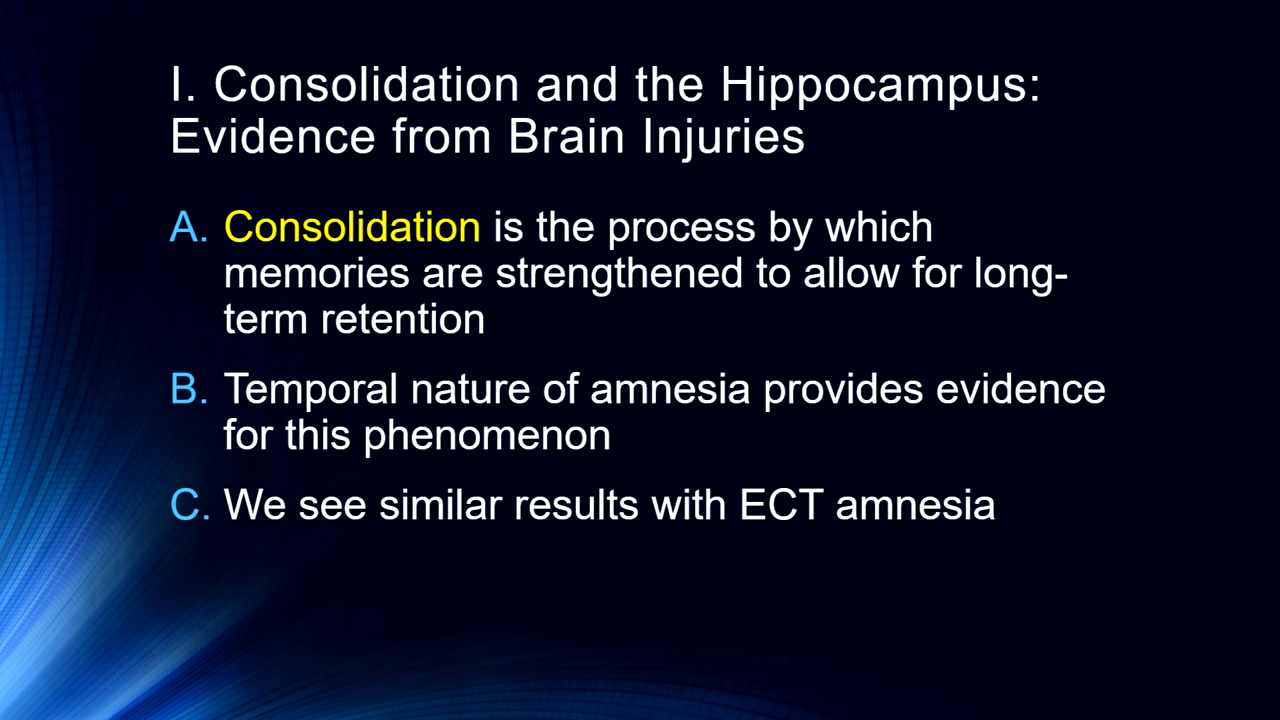 I. Consolidation and the Hippocampus:
Evidence from Brain Injuries
A. Consolidation is the process by which
memories are strengthened to allow for long-
term retention
B. Temporal nature of amnesia provides evidence
for this phenomenon
C. We see similar results with ECT amnesia